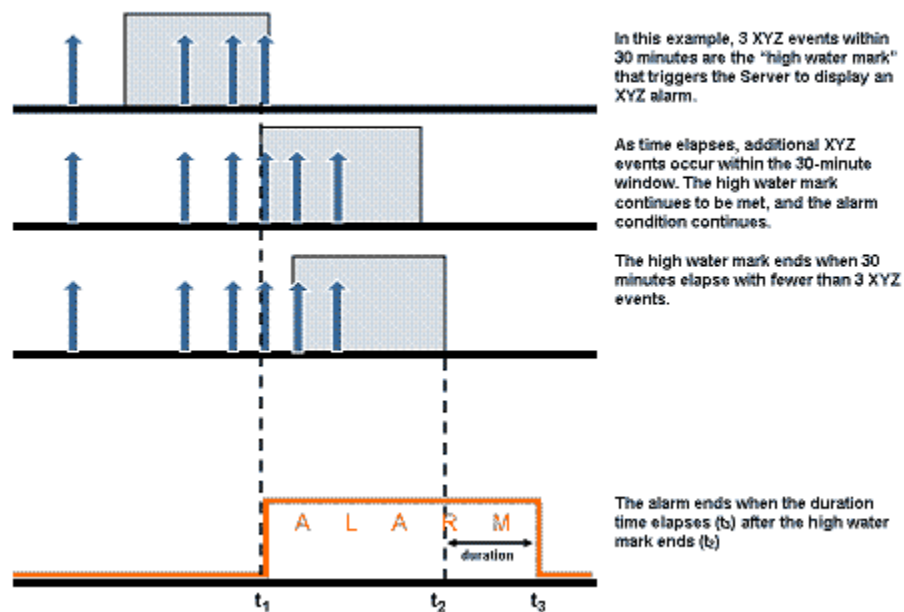 In this example, 3 XYZ events within
30 minutes are the "high water mark"
that triggers the Server to display an
XYZ alarm.
As time elapses, additional XYZ
events occur within the 30-minute
window. The high water mark
continues to be met, and the alarm
condition continues.
The high water mark ends when 30
minutes elapse with fewer than 3 XYZ
events.
The alarm ends when the duration
time elapses (t₃) after the high water
mark ends (t₂)
A L A R M
duration
t₁ t₂ t₃